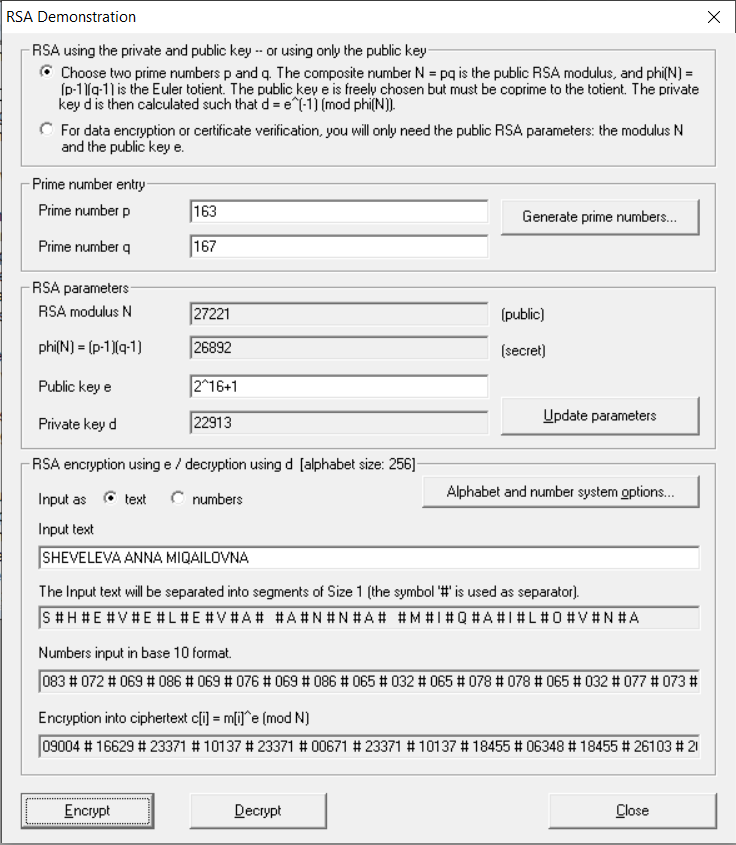 RSA Demonstration
RSA using the private and public key -- or using only the public key
Choose two prime numbers p and q. The composite number N = pq is the public RSA modulus, and phi(N) =
(p-1)(q-1) is the Euler totient. The public key e is freely chosen but must be coprime to the totient. The private
key d is then calculated such that d = e^(-1) (mod phi(N)).
For data encryption or certificate verification, you will only need the public RSA parameters: the modulus N
and the public key e.
Prime number entry
Prime number p 163 Generate prime numbers...
Prime number q 167
RSA parameters
RSA modulus N 27221 (public)
phi(N) = (p-1)(q-1) 26892 (secret)
Public key e 2^16+1
Private key d 22913 Update parameters
RSA encryption using e / decryption using d [alphabet size: 256]
Input as text numbers Alphabet and number system options...
Input text
SHEVELEVA ANNA MIQAILOVNA
The Input text will be separated into segments of Size 1 (the symbol '#' is used as separator).
S # H # E # V # E # L # E # V # A #   # A # N # N # A #   # M # I # Q # A # I # L # O # V # N # A
Numbers input in base 10 format.
083 # 072 # 069 # 086 # 069 # 076 # 069 # 086 # 065 # 032 # 065 # 078 # 078 # 065 # 032 # 077 # 073 #
Encryption into ciphertext c[i] = m[i]^e (mod N)
09004 # 16629 # 23371 # 10137 # 23371 # 00671 # 23371 # 10137 # 18455 # 06348 # 18455 # 26103 #
Encrypt Decrypt Close